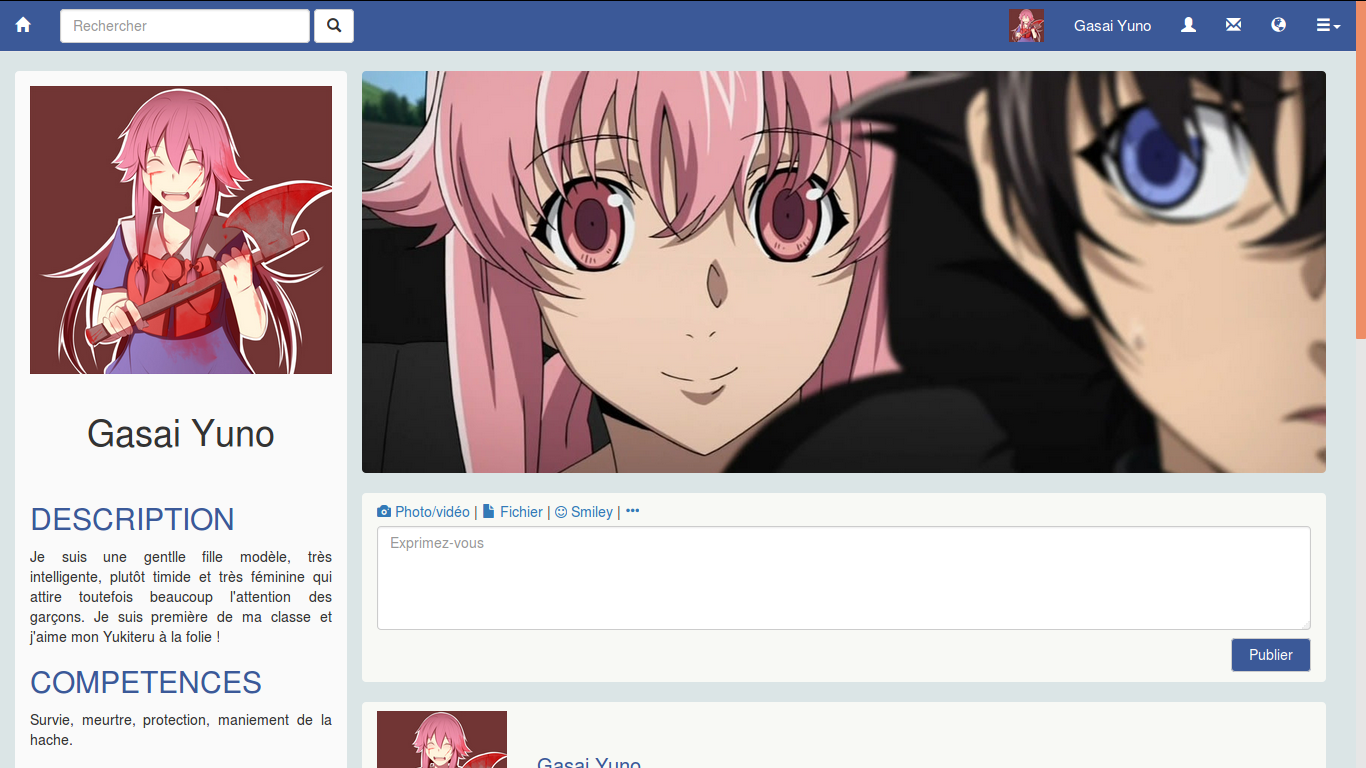 Rechercher
Gasai Yuno
Gasai Yuno
DESCRIPTION
Je suis une gentlle fille modèle, très
intelligente, plutôt timide et très féminine qui
attire toutefois beaucoup l'attention des
garçons. Je suis première de ma classe et
j'aime mon Yukiteru à la folie !
COMPETENCES
Survie, meurtre, protection, maniement de la
hache.
Photo/vidéo | Fichier | Smiley | •••
Exprimez-vous
Publier
Gasai Yuno